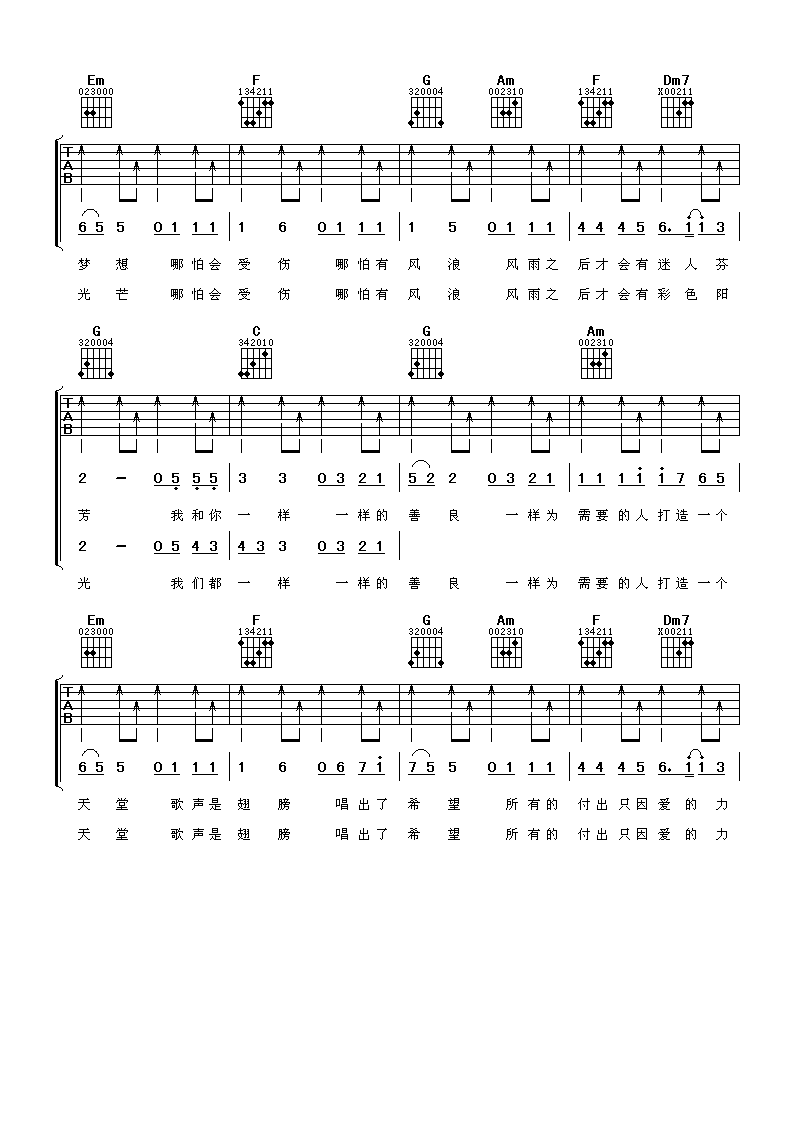 Em F G Am F Dm7
023000 134211 320004 002310 134211 X00211
T
A
B
6 5 5 0 1 1 1 1 6 0 1 1 1 1 5 0 1 1 1 4 4 4 5 6. 1 1 3
梦 想 哪 怕 会 受 伤 哪 怕 有 风 浪 风 雨 之 后 才 会 有 迷 人 芬
光 芒 哪 怕 会 受 伤 哪 怕 有 风 浪 风 雨 之 后 才 会 有 彩 色 阳
G C G Am
320004 342010 320004 002310
T
A
B
2 – 0 5 5 5 3 3 0 3 2 1 5 2 2 0 3 2 1 1 1 1 1 1 7 6 5
芳 我 和 你 一 样 一 样 的 善 良 一 样 为 需 要 的 人 打 造 一 个
2 – 0 5 4 3 4 3 3 0 3 2 1
光 我 们 都 一 样 一 样 的 善 良 一 样 为 需 要 的 人 打 造 一 个
Em F G Am F Dm7
023000 134211 320004 002310 134211 X00211
T
A
B
6 5 5 0 1 1 1 1 6 0 6 7 1 7 5 5 0 1 1 1 4 4 4 5 6. 1 1 3
天 堂 歌 声 是 翅 膀 唱 出 了 希 望 所 有 的 付 出 只 因 爱 的 力
天 堂 歌 声 是 翅 膀 唱 出 了 希 望 所 有 的 付 出 只 因 爱 的 力